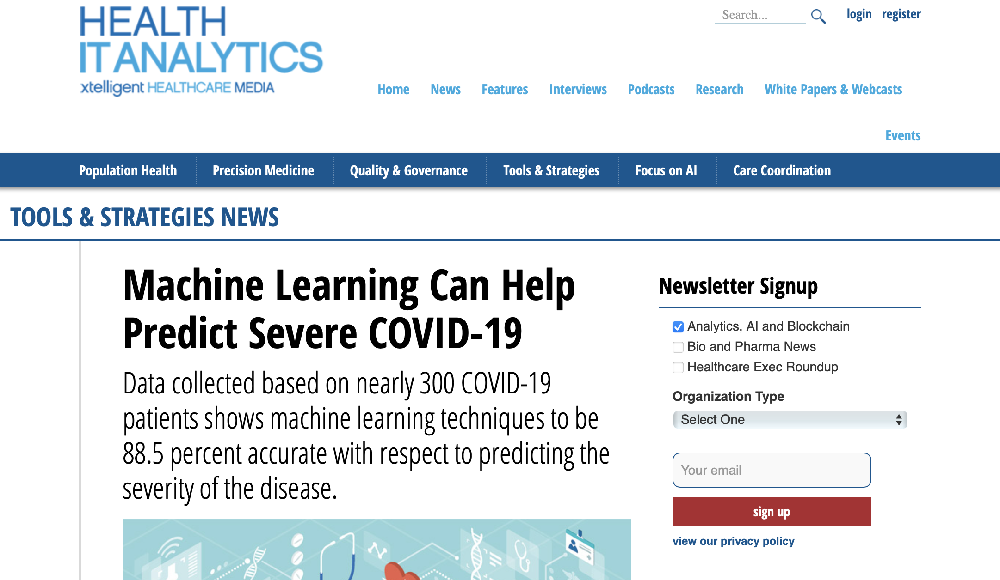 HEALTH
IT ANALYTICS
xtelligent HEALTHCARE MEDIA
Search...
login | register
Home News Features Interviews Podcasts Research White Papers & Webcasts
Events
Population Health Precision Medicine Quality & Governance Tools & Strategies Focus on AI Care Coordination
TOOLS & STRATEGIES NEWS
Machine Learning Can Help
Predict Severe COVID-19
Data collected based on nearly 300 COVID-19
patients shows machine learning techniques to be
88.5 percent accurate with respect to predicting the
severity of the disease.
Newsletter Signup
Analytics, AI and Blockchain
Bio and Pharma News
Healthcare Exec Roundup
Organization Type
Select One
Your email
sign up
view our privacy policy